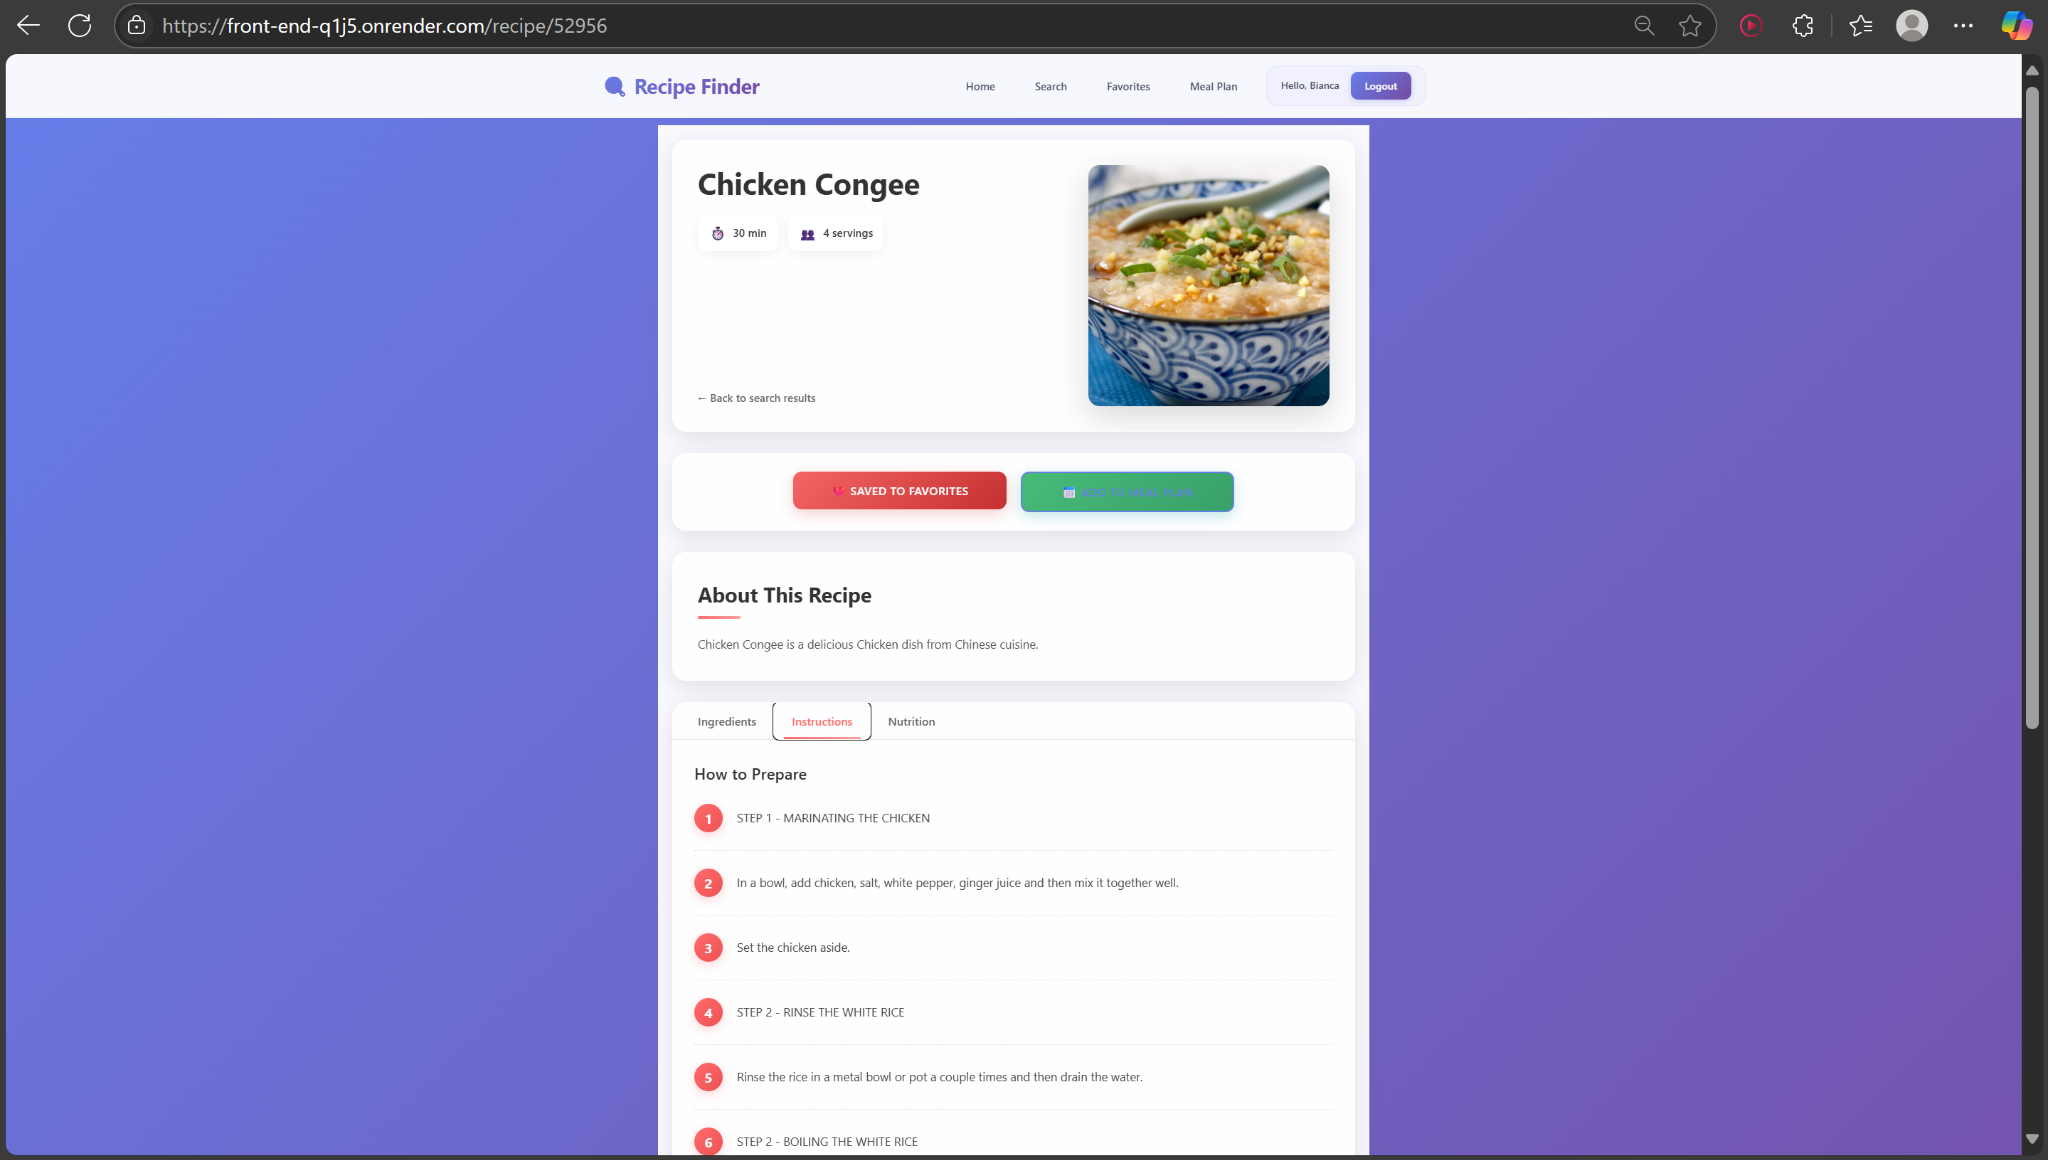 https://front-end-q1j5.onrender.com/recipe/52956
Recipe Finder
Home
Search
Favorites
Meal Plan
Hello, Bianca
Logout
Chicken Congee
30 min
4 servings
← Back to search results
SAVED TO FAVORITES
ADD TO MEAL PLAN
About This Recipe
Chicken Congee is a delicious Chicken dish from Chinese cuisine.
Ingredients
Instructions
Nutrition
How to Prepare
1
STEP 1 - MARINATING THE CHICKEN
2
In a bowl, add chicken, salt, white pepper, ginger juice and then mix it together well.
3
Set the chicken aside.
4
STEP 2 - RINSE THE WHITE RICE
5
Rinse the rice in a metal bowl or pot a couple times and then drain the water.
6
STEP 2 - BOILING THE WHITE RICE